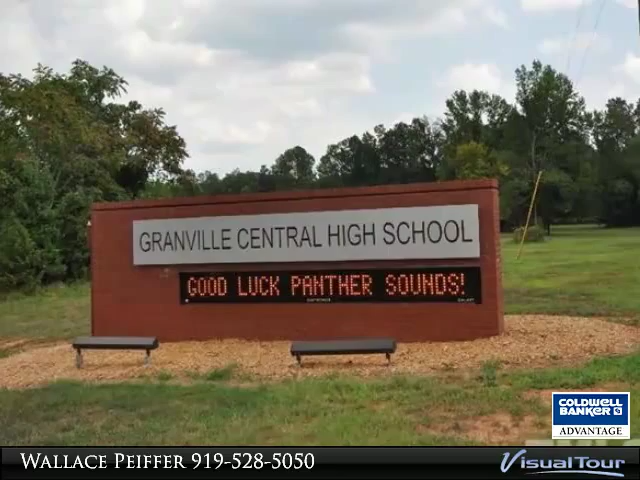 GRANVILLE CENTRAL HIGH SCHOOL
GOOD LUCK PANTHER SOUNDS!
COLDWELL
BANKER
ADVANTAGE
WALLACE PEIFFER 919-528-5050
VISUALTOUR